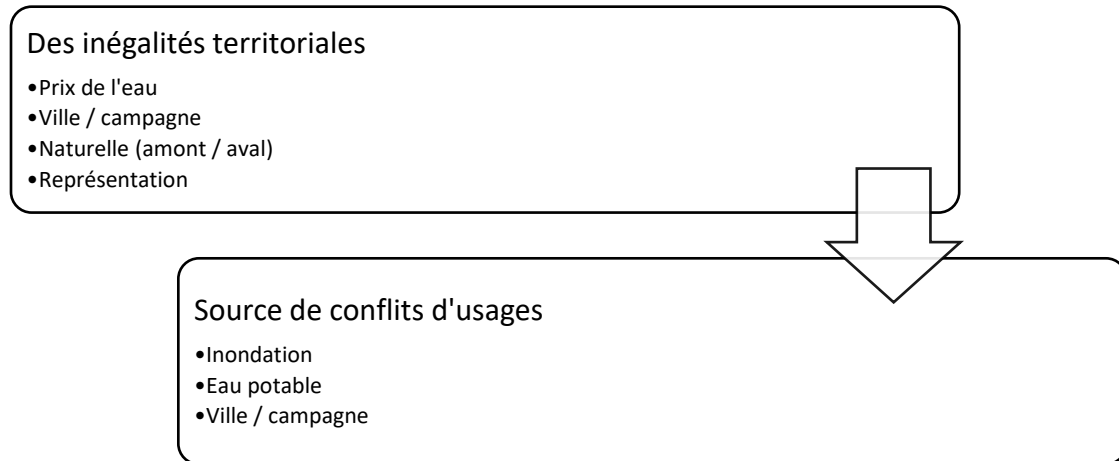 Des inégalités territoriales
•Prix de l'eau
•Ville / campagne
•Naturelle (amont / aval)
•Représentation
Source de conflits d'usages
•Inondation
•Eau potable
•Ville / campagne